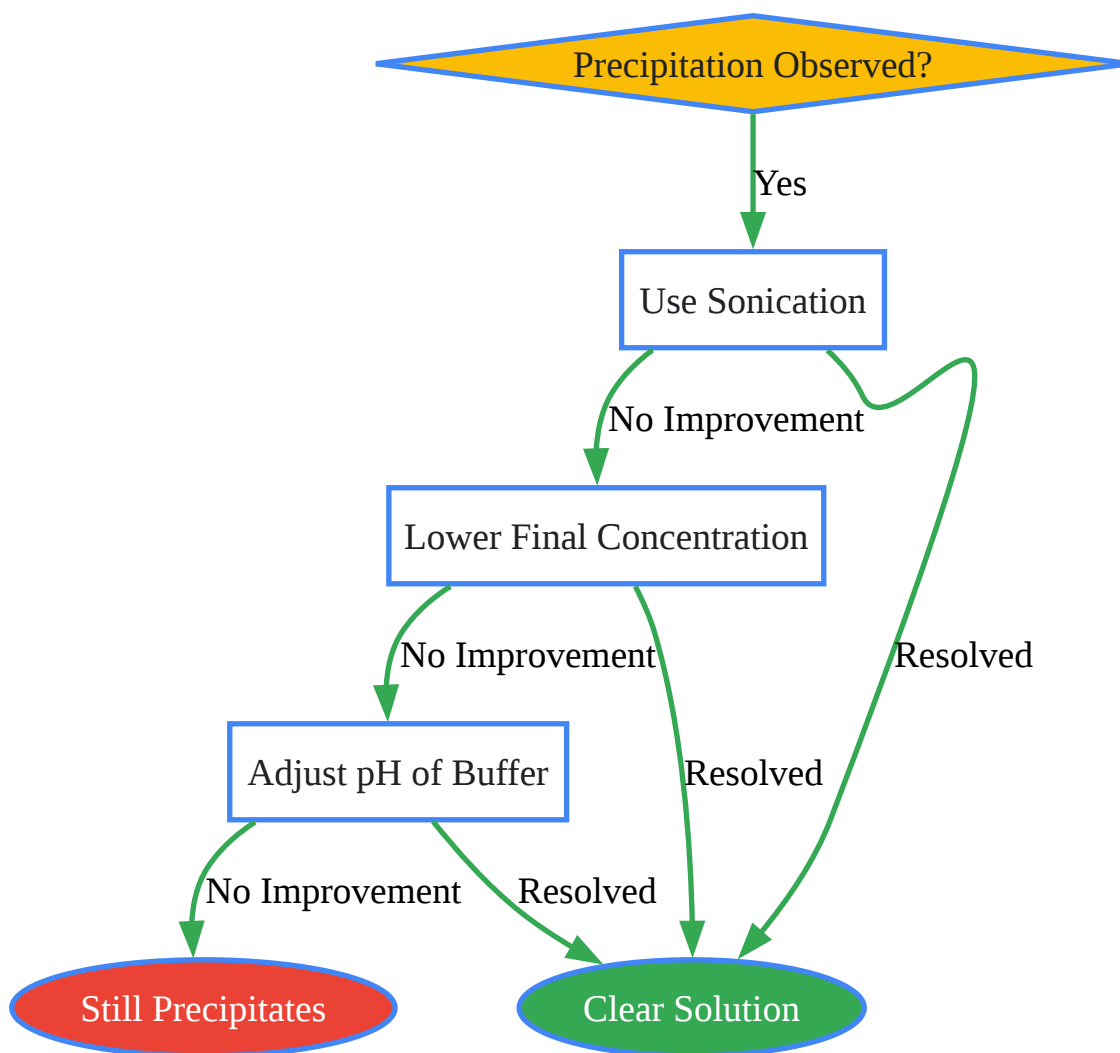 Precipitation Observed?
Yes
Use Sonication
No Improvement
Lower Final Concentration
No Improvement
Resolved
Adjust pH of Buffer
Resolved
No Improvement
Resolved
Still Precipitates
Clear Solution